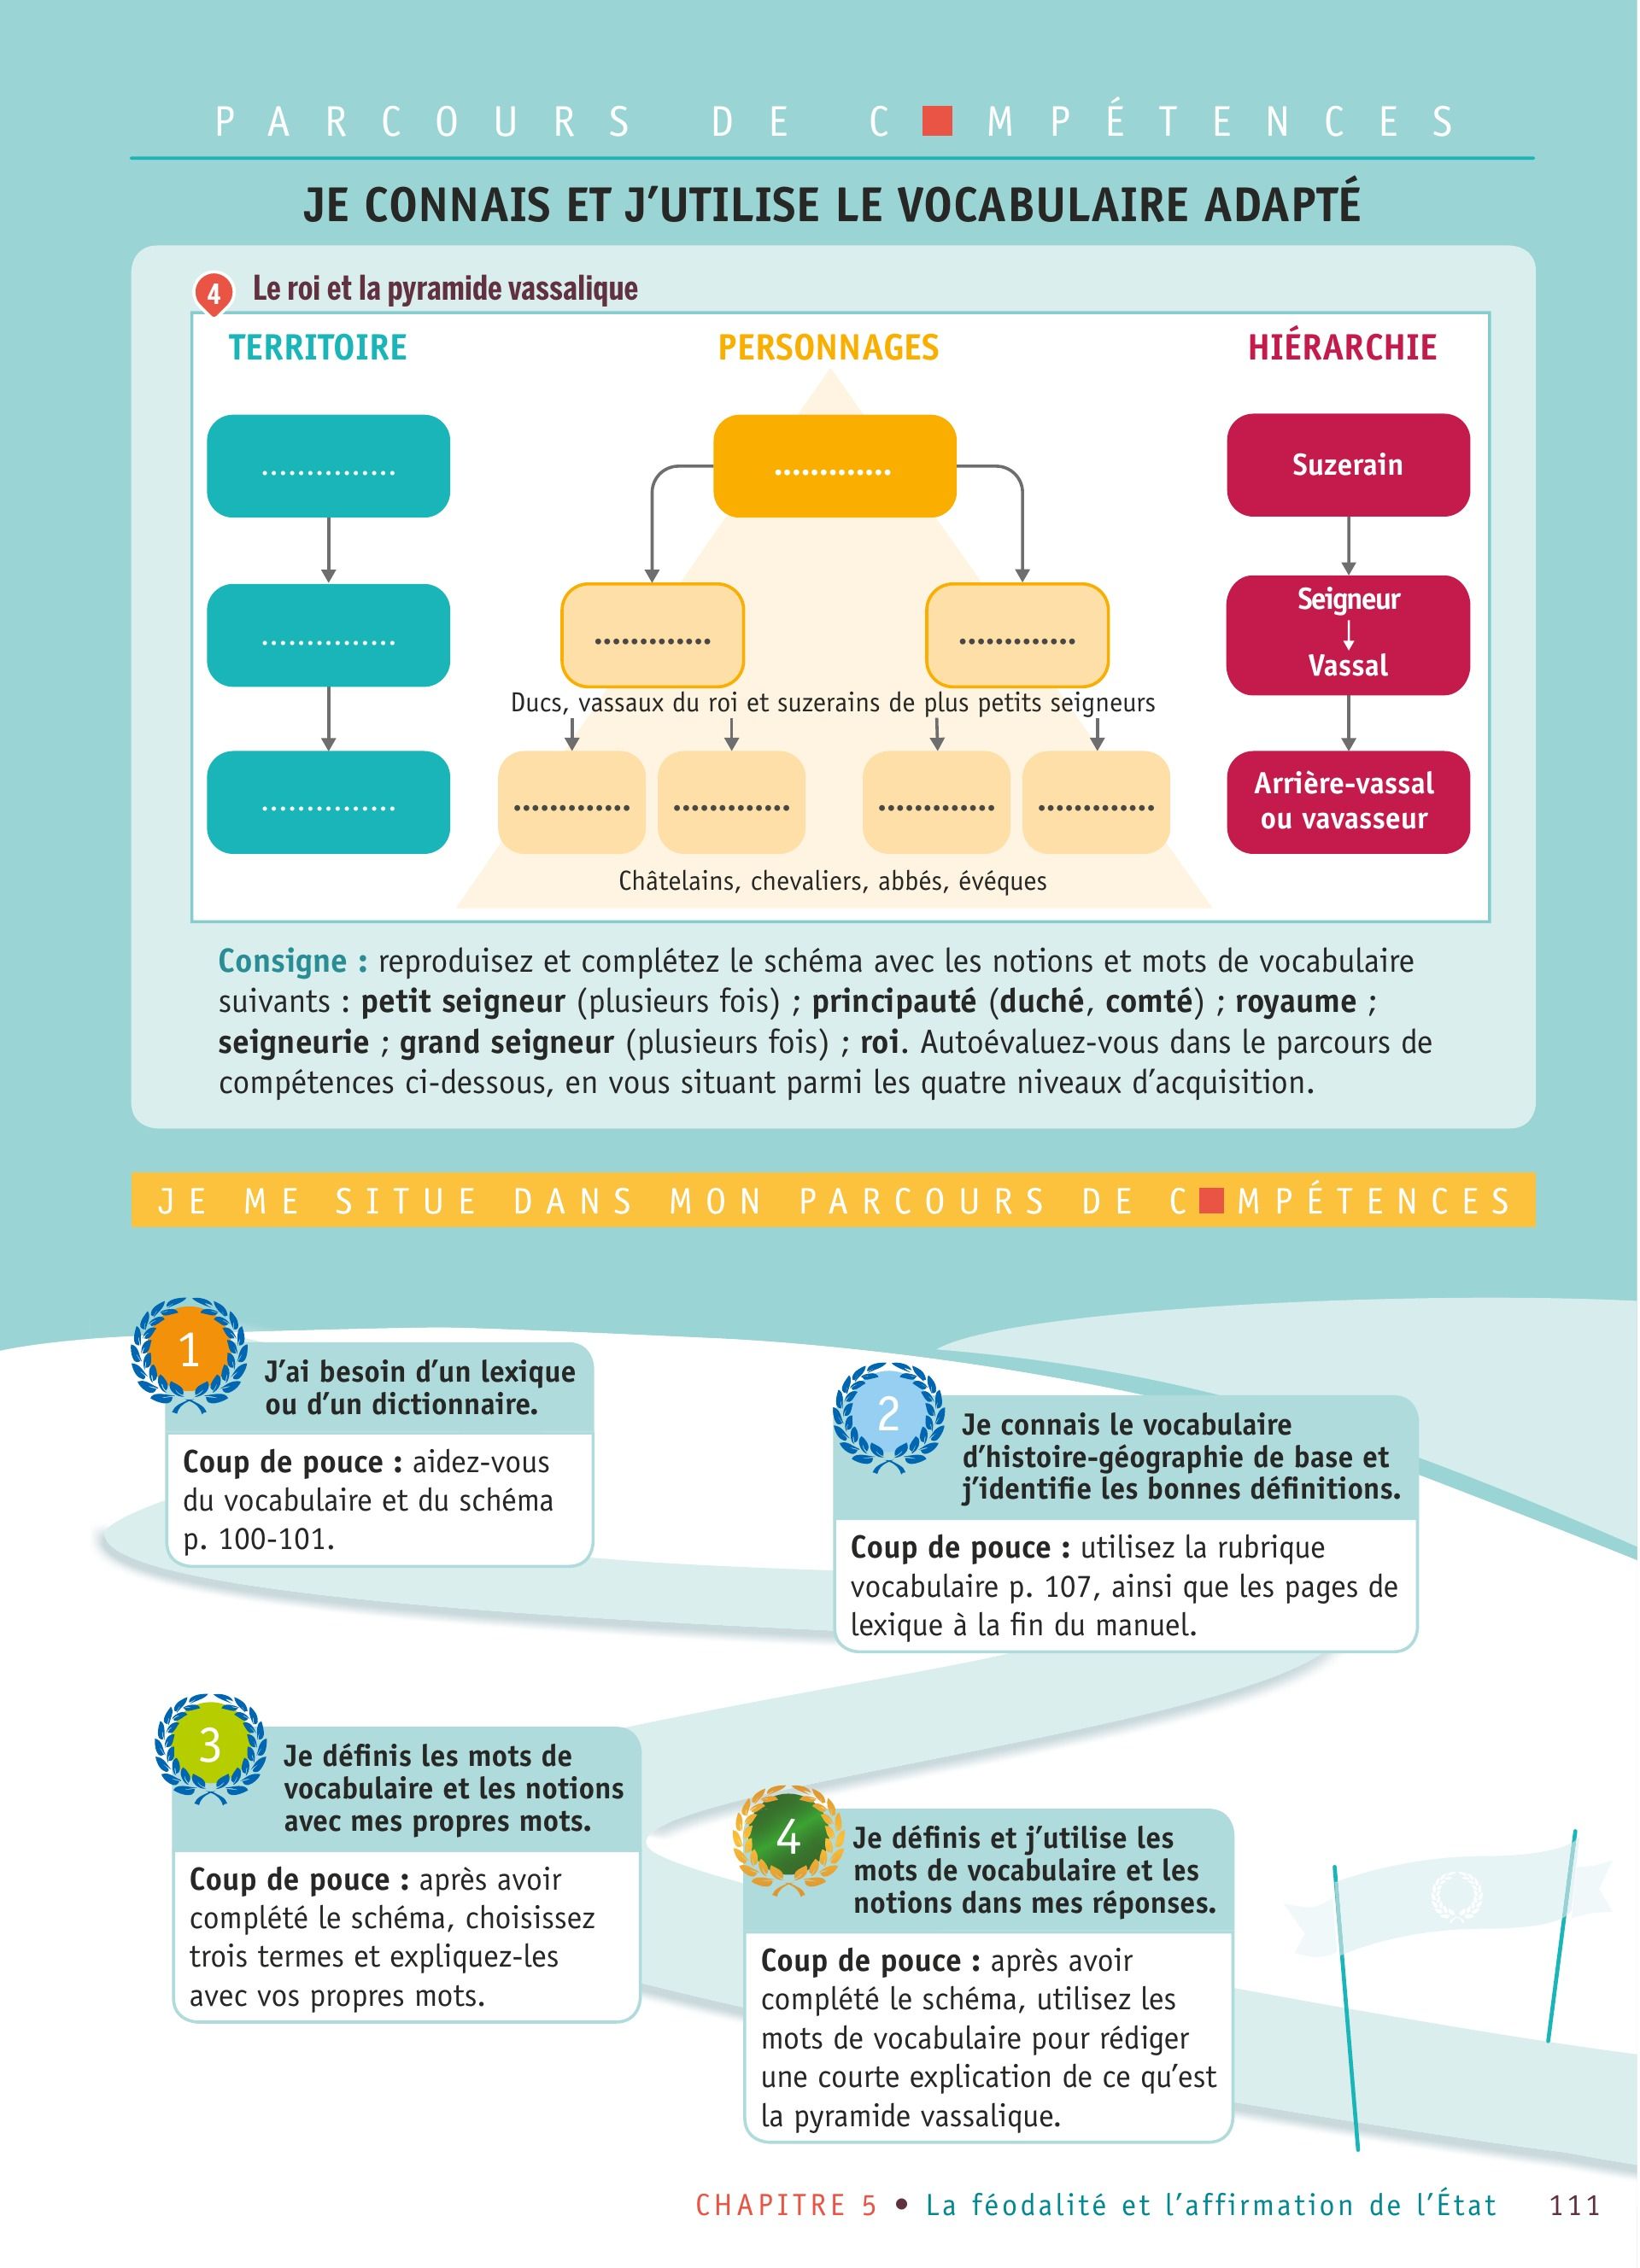 PARCOURS DE C■MPÉTENCES
JE CONNAIS ET J'UTILISE LE VOCABULAIRE ADAPTÉ
4 Le roi et la pyramide vassalique
TERRITOIRE
PERSONNAGES
HIÉRARCHIE
...............
.............
Suzerain
...............
.............
.............
Seigneur
Vassal
Ducs, vassaux du roi et suzerains de plus petits seigneurs
...............
.............
.............
.............
.............
Arrière-vassal
ou vavasseur
Châtelains, chevaliers, abbés, évéques
Consigne : reproduisez et complétez le schéma avec les notions et mots de vocabulaire
suivants : petit seigneur (plusieurs fois) ; principauté (duché, comté) ; royaume ;
seigneurie ; grand seigneur (plusieurs fois) ; roi. Autoévaluez-vous dans le parcours de
compétences ci-dessous, en vous situant parmi les quatre niveaux d'acquisition.
JE ME SITUE DANS MON PARCOURS DE C■MPÉTENCES
1
J'ai besoin d'un lexique
ou d'un dictionnaire.
Coup de pouce : aidez-vous
du vocabulaire et du schéma
p. 100-101.
2
Je connais le vocabulaire
d'histoire-géographie de base et
j'identifie les bonnes définitions.
Coup de pouce : utilisez la rubrique
vocabulaire p. 107, ainsi que les pages de
lexique à la fin du manuel.
3
Je définis les mots de
vocabulaire et les notions
avec mes propres mots.
Coup de pouce : après avoir
complété le schéma, choisissez
trois termes et expliquez-les
avec vos propres mots.
4
Je définis et j'utilise les
mots de vocabulaire et les
notions dans mes réponses.
Coup de pouce : après avoir
complété le schéma, utilisez les
mots de vocabulaire pour rédiger
une courte explication de ce qu'est
la pyramide vassalique.
CHAPITRE 5 • La féodalité et l'affirmation de l'État 111